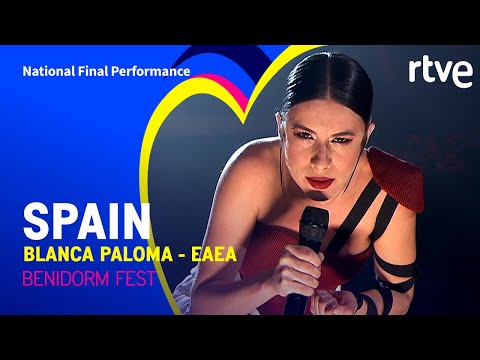 National Final Performance
rtve
SPAIN
BLANCA PALOMA - EAEA
BENIDORM FEST